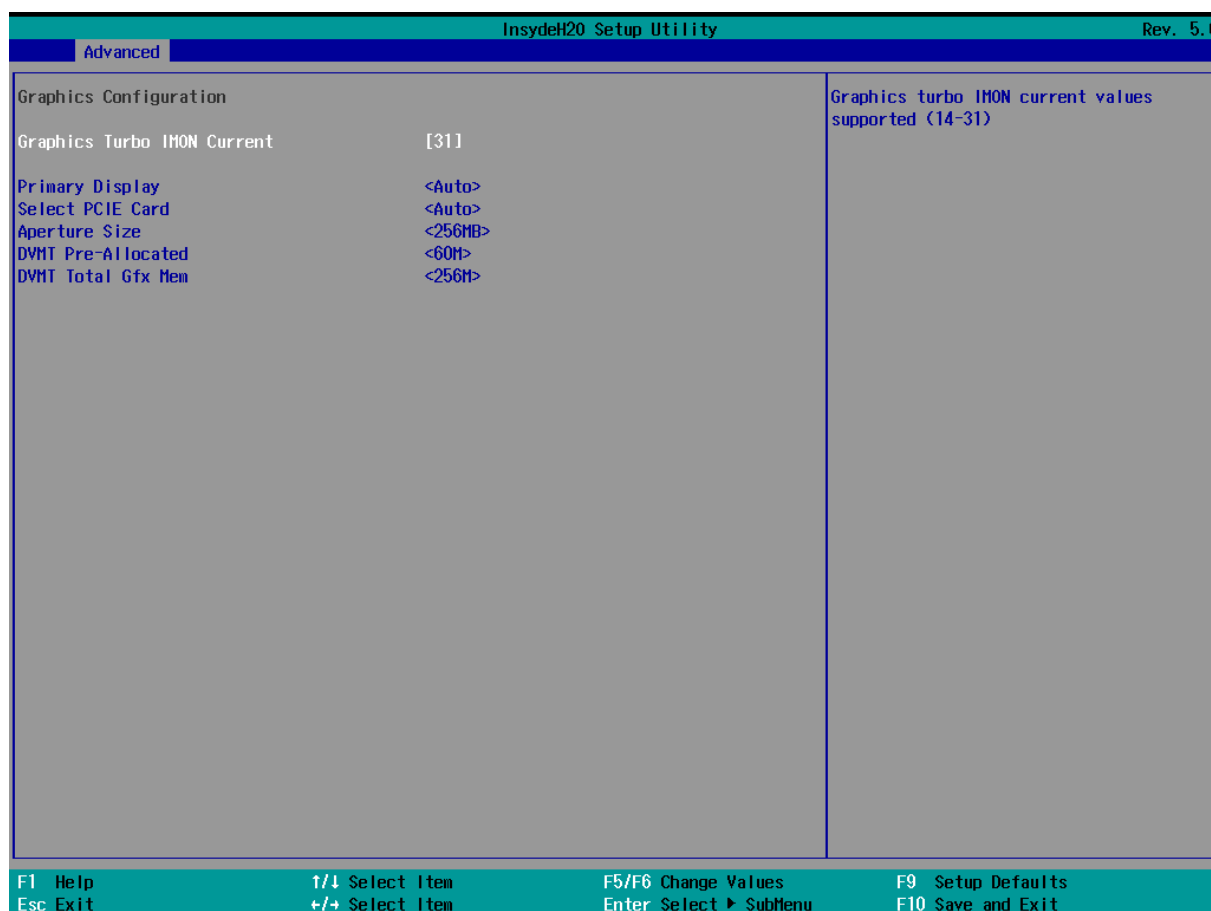 InsydeH20 Setup Utility Rev. 5.
Advanced
Graphics Configuration
Graphics turbo IMON current values
supported (14-31)
Graphics Turbo IMON Current [31]
Primary Display <Auto>
Select PCIE Card <Auto>
Aperture Size <256MB>
DVMT Pre-Allocated <60M>
DVMT Total Gfx Mem <256M>
F1 Help ↑/↓ Select Item F5/F6 Change Values F9 Setup Defaults
Esc Exit ←/→ Select Item Enter Select ▶ SubMenu F10 Save and Exit